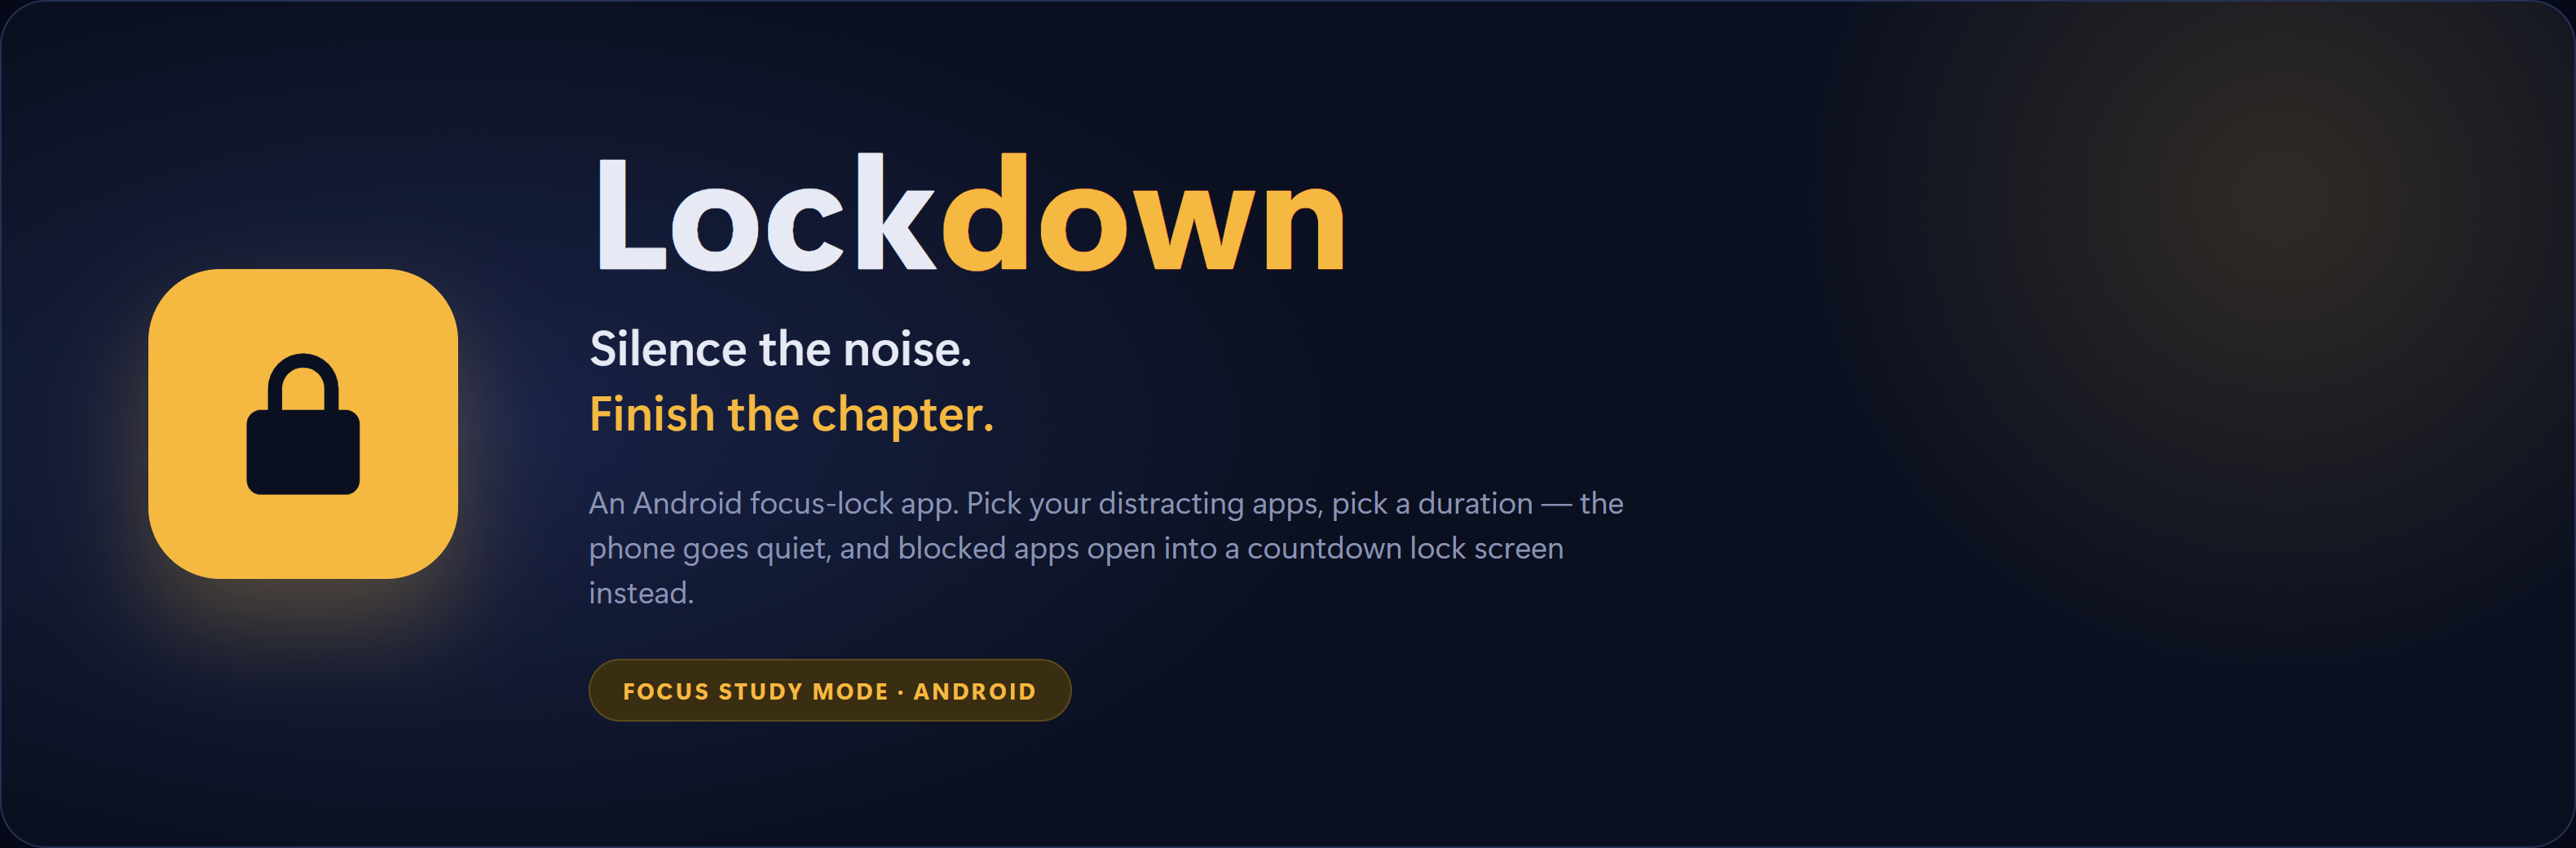 Lockdown
Silence the noise.
Finish the chapter.
An Android focus-lock app. Pick your distracting apps, pick a duration — the
phone goes quiet, and blocked apps open into a countdown lock screen
instead.
FOCUS STUDY MODE · ANDROID